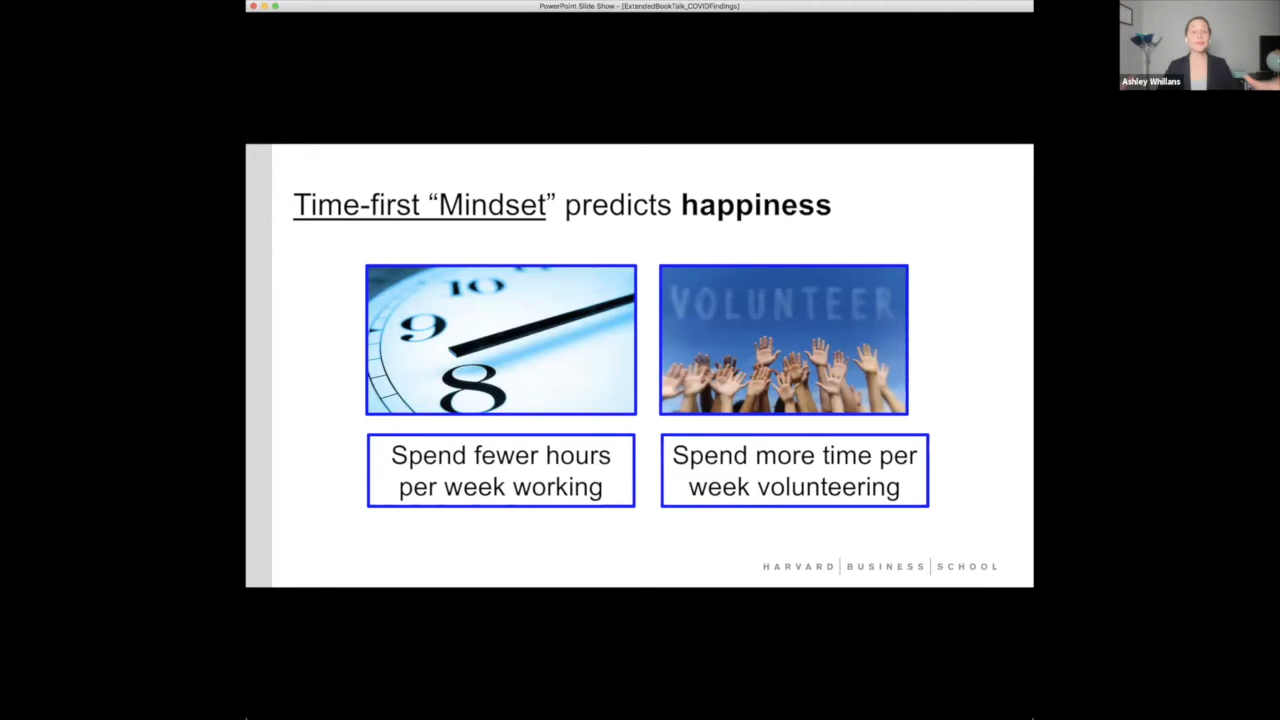 PowerPoint Slide Show - [ExtendedBookTalk_COVIDFindings]
Ashley Whillans
Time-first “Mindset” predicts happiness
10
9
8
VOLUNTEER
Spend fewer hours
per week working
Spend more time per
week volunteering
HARVARD | BUSINESS | SCHOOL